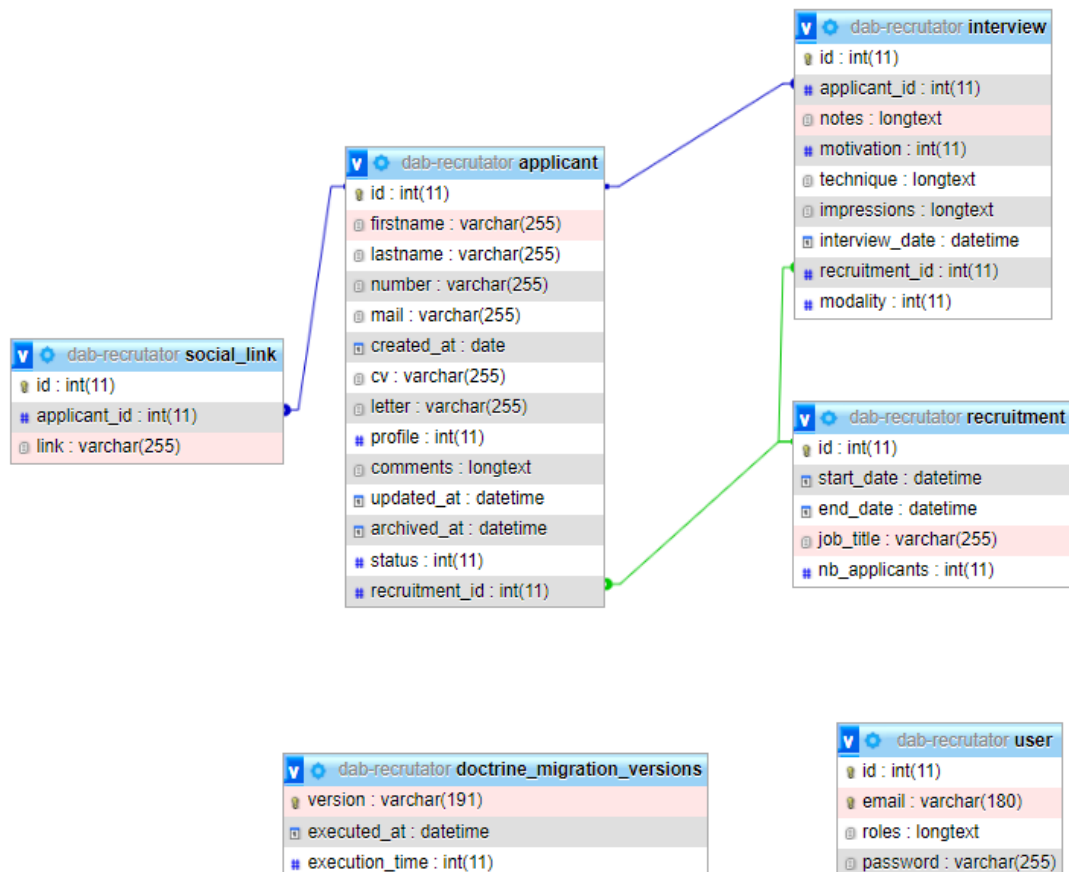 dab-recrutator interview
id : int(11)
applicant_id : int(11)
notes : longtext
motivation : int(11)
technique : longtext
impressions : longtext
interview_date : datetime
recruitment_id : int(11)
modality : int(11)
dab-recrutator applicant
id : int(11)
firstname : varchar(255)
lastname : varchar(255)
number : varchar(255)
mail : varchar(255)
created_at : date
cv : varchar(255)
letter : varchar(255)
profile : int(11)
comments : longtext
updated_at : datetime
archived_at : datetime
status : int(11)
recruitment_id : int(11)
dab-recrutator social_link
id : int(11)
applicant_id : int(11)
link : varchar(255)
dab-recrutator recruitment
id : int(11)
start_date : datetime
end_date : datetime
job_title : varchar(255)
nb_applicants : int(11)
dab-recrutator doctrine_migration_versions
version : varchar(191)
executed_at : datetime
execution_time : int(11)
dab-recrutator user
id : int(11)
email : varchar(180)
roles : longtext
password : varchar(255)